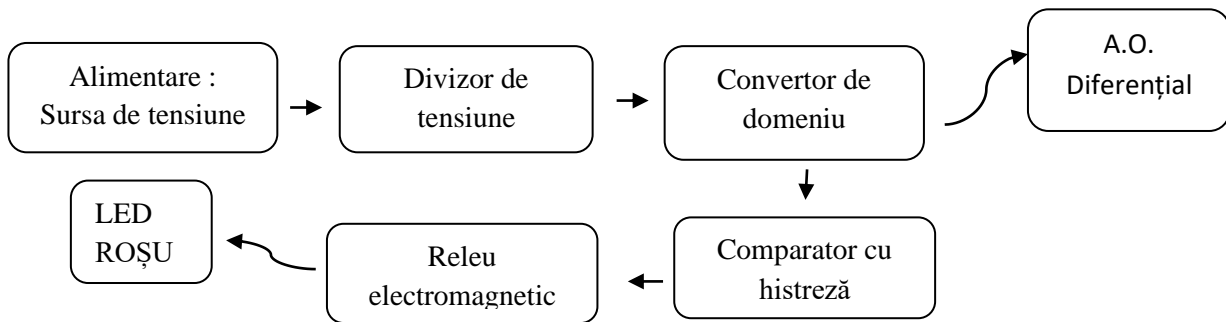 Alimentare :
Sursa de tensiune
Divizor de
tensiune
Convertor de
domeniu
A.O.
Diferențial
Comparator cu
histreză
Releu
electromagnetic
LED
ROȘU